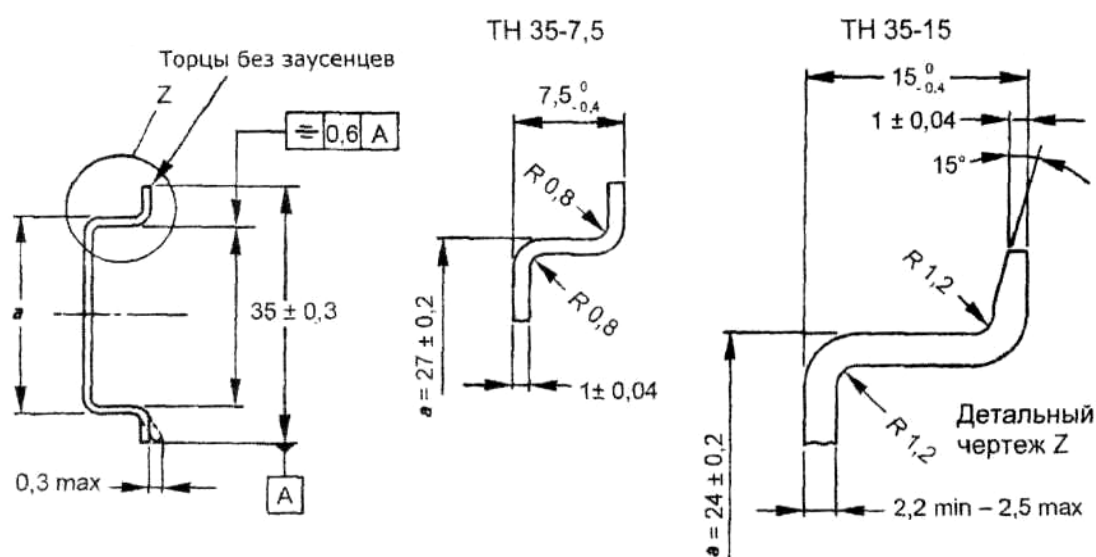 Торцы без заусенцев
Z
≡ 0,6 A
a
35 ± 0,3
0,3 max
A
ТН 35-7,5
7,5 0 -0,4
R 0,8
R 0,8
a = 27 ± 0,2
1± 0,04
ТН 35-15
15 0 -0,4
1 ± 0,04
15°
R 1,2
R 1,2
a = 24 ± 0,2
Детальный
чертеж Z
2,2 min – 2,5 max